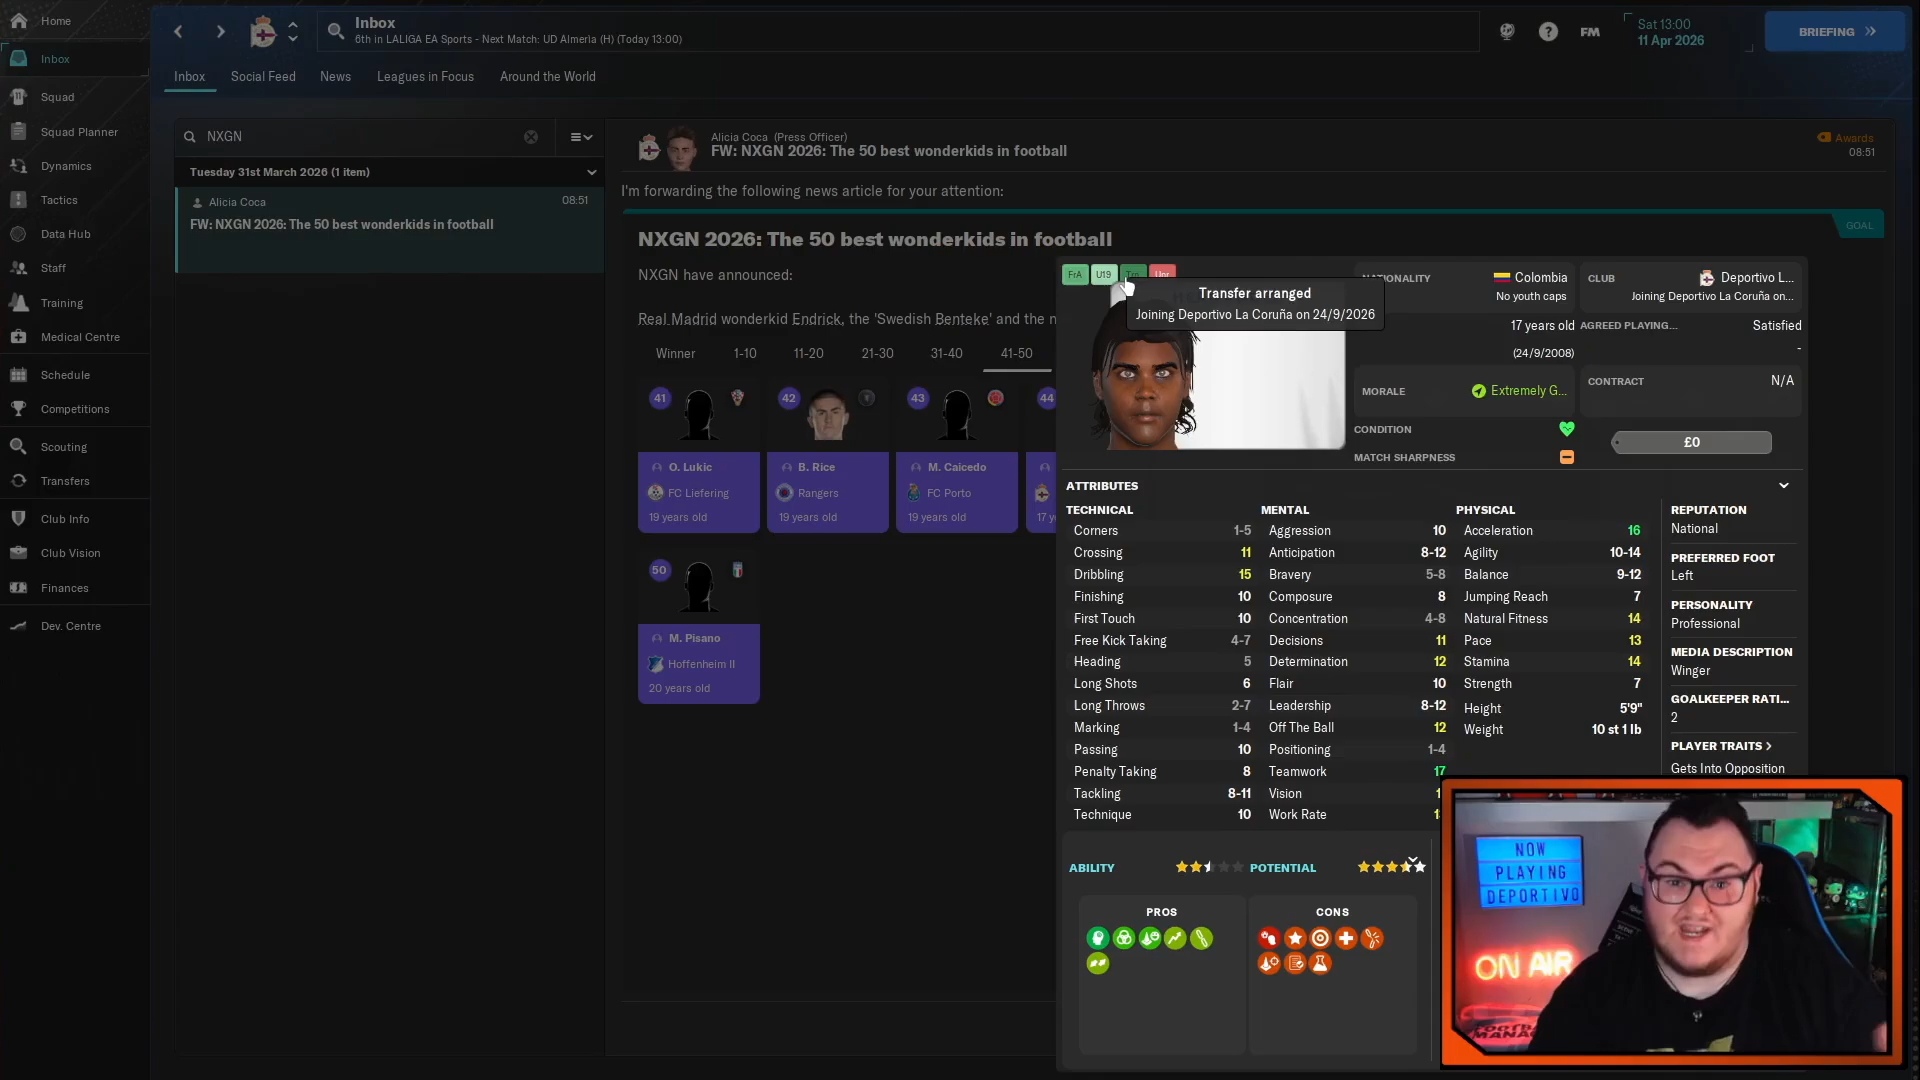 Home
Inbox
Squad
Squad Planner
Dynamics
Tactics
Data Hub
Staff
Training
Medical Centre
Schedule
Competitions
Scouting
Transfers
Club Info
Club Vision
Finances
Dev. Centre
Inbox
6th in LALIGA EA Sports - Next Match: UD Almería (H) (Today 13:00)
FM
Sat 13:00
11 Apr 2026
BRIEFING
Inbox Social Feed News Leagues in Focus Around the World
NXGN
Tuesday 31st March 2026 (1 item)
Alicia Coca 08:51
FW: NXGN 2026: The 50 best wonderkids in football
Alicia Coca (Press Officer)
FW: NXGN 2026: The 50 best wonderkids in football
Awards
08:51
I'm forwarding the following news article for your attention:
GOAL
NXGN 2026: The 50 best wonderkids in football
NXGN have announced:
Real Madrid wonderkid Endrick, the 'Swedish Benteke' and the n
Winner 1-10 11-20 21-30 31-40 41-50
41 42 43 44
O. Lukic B. Rice M. Caicedo
FC Liefering Rangers FC Porto
19 years old 19 years old 19 years old 17 y
50
M. Pisano
Hoffenheim II
20 years old
FrA U19 Trn Unr
Transfer arranged
Joining Deportivo La Coruña on 24/9/2026
NATIONALITY Colombia
No youth caps
17 years old
(24/9/2008)
MORALE Extremely G...
CONDITION
MATCH SHARPNESS
CLUB Deportivo L...
Joining Deportivo La Coruña on...
AGREED PLAYING... Satisfied
-
CONTRACT N/A
£0
ATTRIBUTES
TECHNICAL
Corners 1-5
Crossing 11
Dribbling 15
Finishing 10
First Touch 10
Free Kick Taking 4-7
Heading 5
Long Shots 6
Long Throws 2-7
Marking 1-4
Passing 10
Penalty Taking 8
Tackling 8-11
Technique 10
MENTAL
Aggression 10
Anticipation 8-12
Bravery 5-8
Composure 8
Concentration 4-8
Decisions 11
Determination 12
Flair 10
Leadership 8-12
Off The Ball 12
Positioning 1-4
Teamwork 17
Vision
Work Rate
PHYSICAL
Acceleration 16
Agility 10-14
Balance 9-12
Jumping Reach 7
Natural Fitness 14
Pace 13
Stamina 14
Strength 7
Height 5'9"
Weight 10 st 1 lb
REPUTATION
National
PREFERRED FOOT
Left
PERSONALITY
Professional
MEDIA DESCRIPTION
Winger
GOALKEEPER RATI...
2
PLAYER TRAITS
Gets Into Opposition
ABILITY POTENTIAL
PROS CONS
NOW
PLAYING
DEPORTIVO
ON AIR